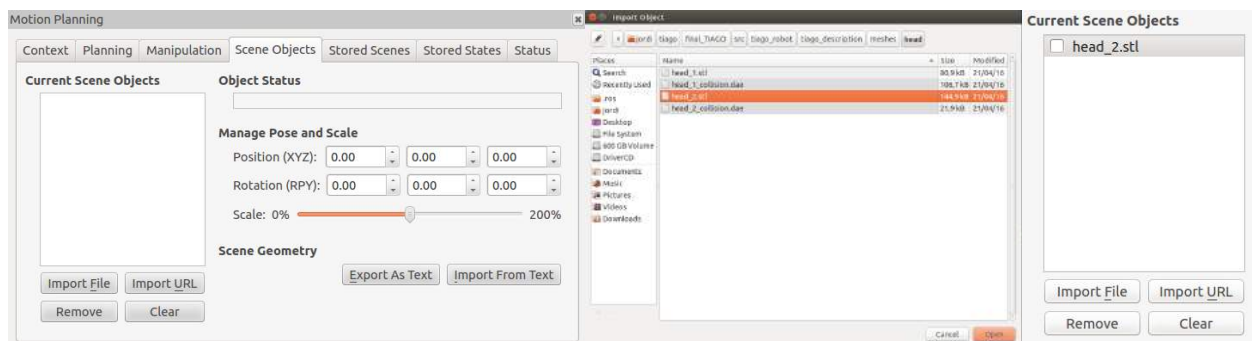 Motion Planning
Context Planning Manipulation Scene Objects Stored Scenes Stored States Status
Current Scene Objects
Import File Import URL
Remove Clear
Object Status
Manage Pose and Scale
Position (XYZ): 0.00 0.00 0.00
Rotation (RPY): 0.00 0.00 0.00
Scale: 0% 200%
Scene Geometry
Export As Text Import From Text
Import Object
jordi tiago final_TIAGO src tiago_robot tiago_description meshes head
Places
Search
Recently Used
.ros
jordi
Desktop
File System
600 GB Volume
DriverCD
Documents
Music
Pictures
Videos
Downloads
Name Size Modified
head_1.stl 80,9 kB 21/04/16
head_1_collision.dae 106,7 kB 21/04/16
head_2.stl 144,9 kB 21/04/16
head_2_collision.dae 21,9 kB 21/04/16
Cancel Open
Current Scene Objects
head_2.stl
Import File Import URL
Remove Clear